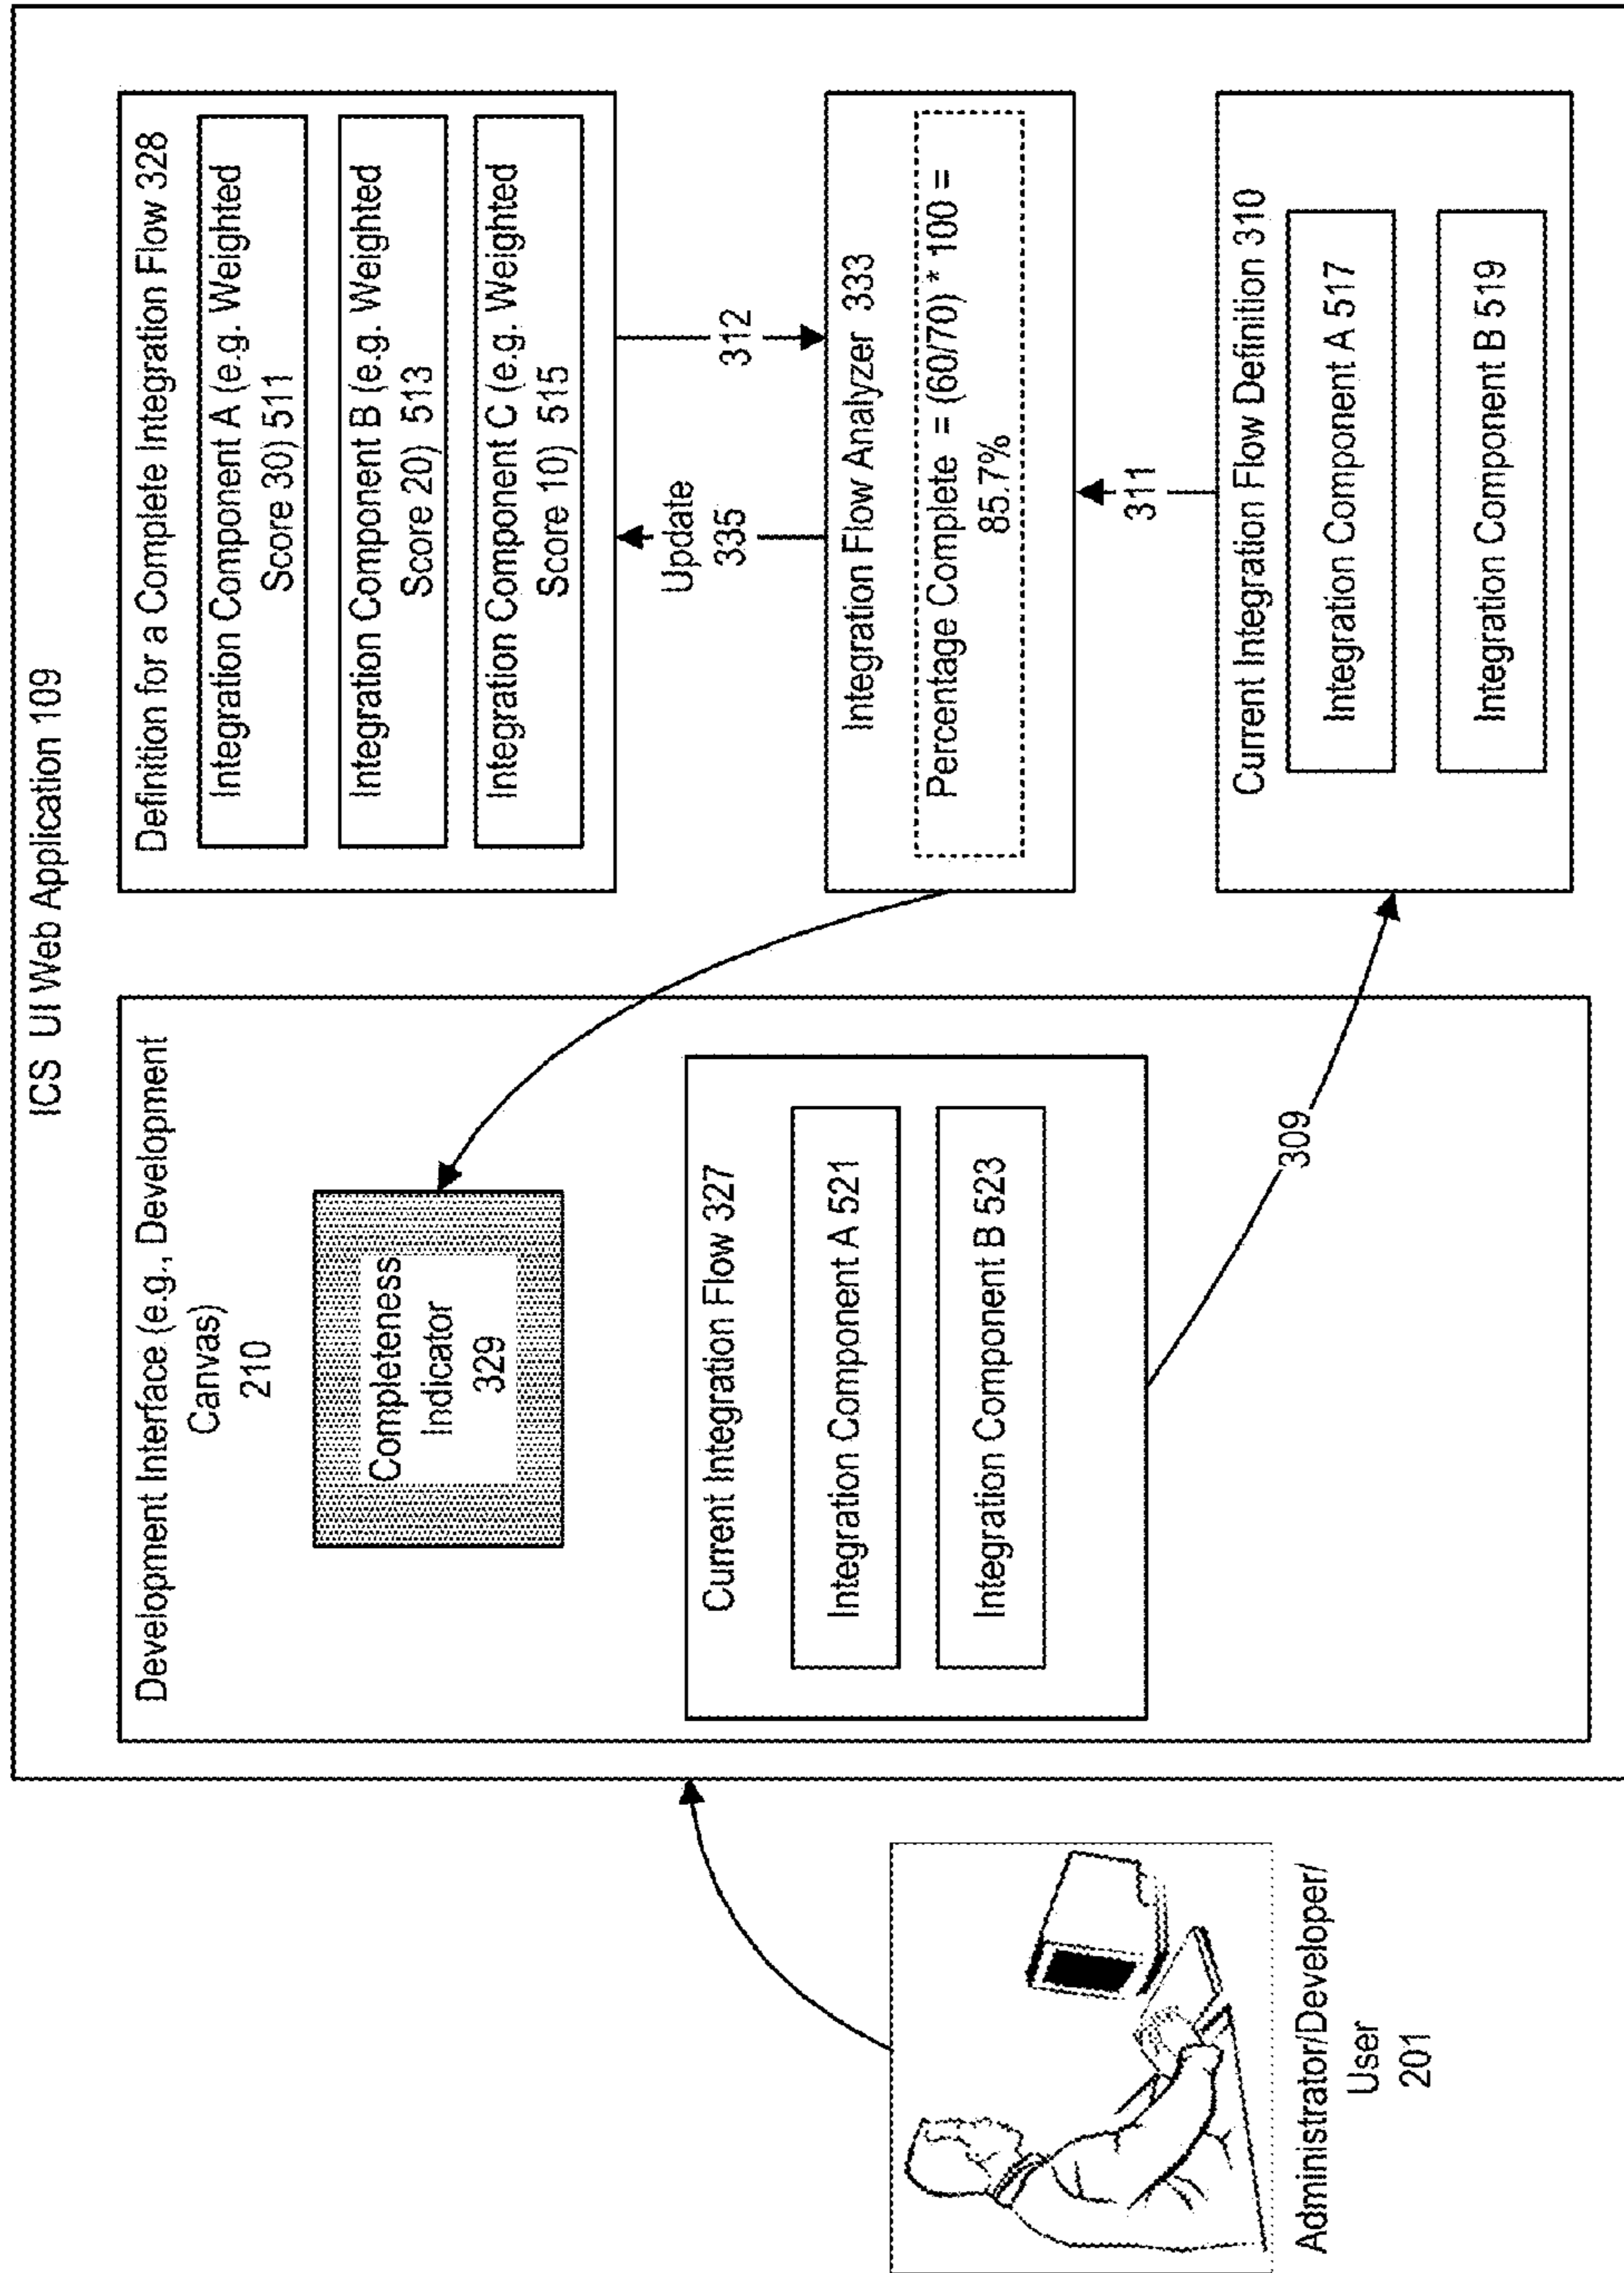 ICS UI Web Application 109
Development Interface (e.g., Development
Canvas)
210
Completeness
Indicator
329
Current Integration Flow 327
Integration Component A 521
Integration Component B 523
309
Definition for a Complete Integration Flow 328
Integration Component A (e.g. Weighted
Score 30) 511
Integration Component B (e.g. Weighted
Score 20) 513
Integration Component C (e.g. Weighted
Score 10) 515
Update
335
312
Integration Flow Analyzer 333
Percentage Complete = (60/70) * 100 =
85.7%
311
Current Integration Flow Definition 310
Integration Component A 517
Integration Component B 519
Administrator/Developer/
User
201